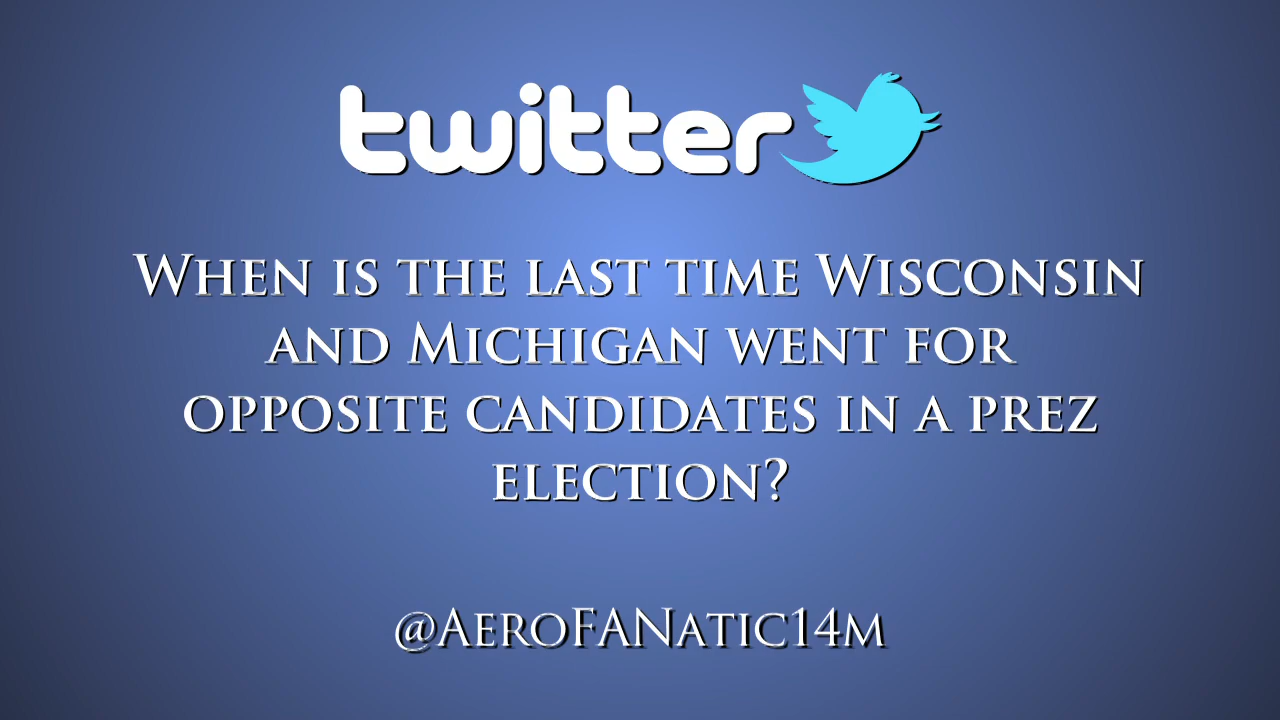 twitter
When is the last time Wisconsin
and Michigan went for
opposite candidates in a prez
election?
@AeroFANatic14m